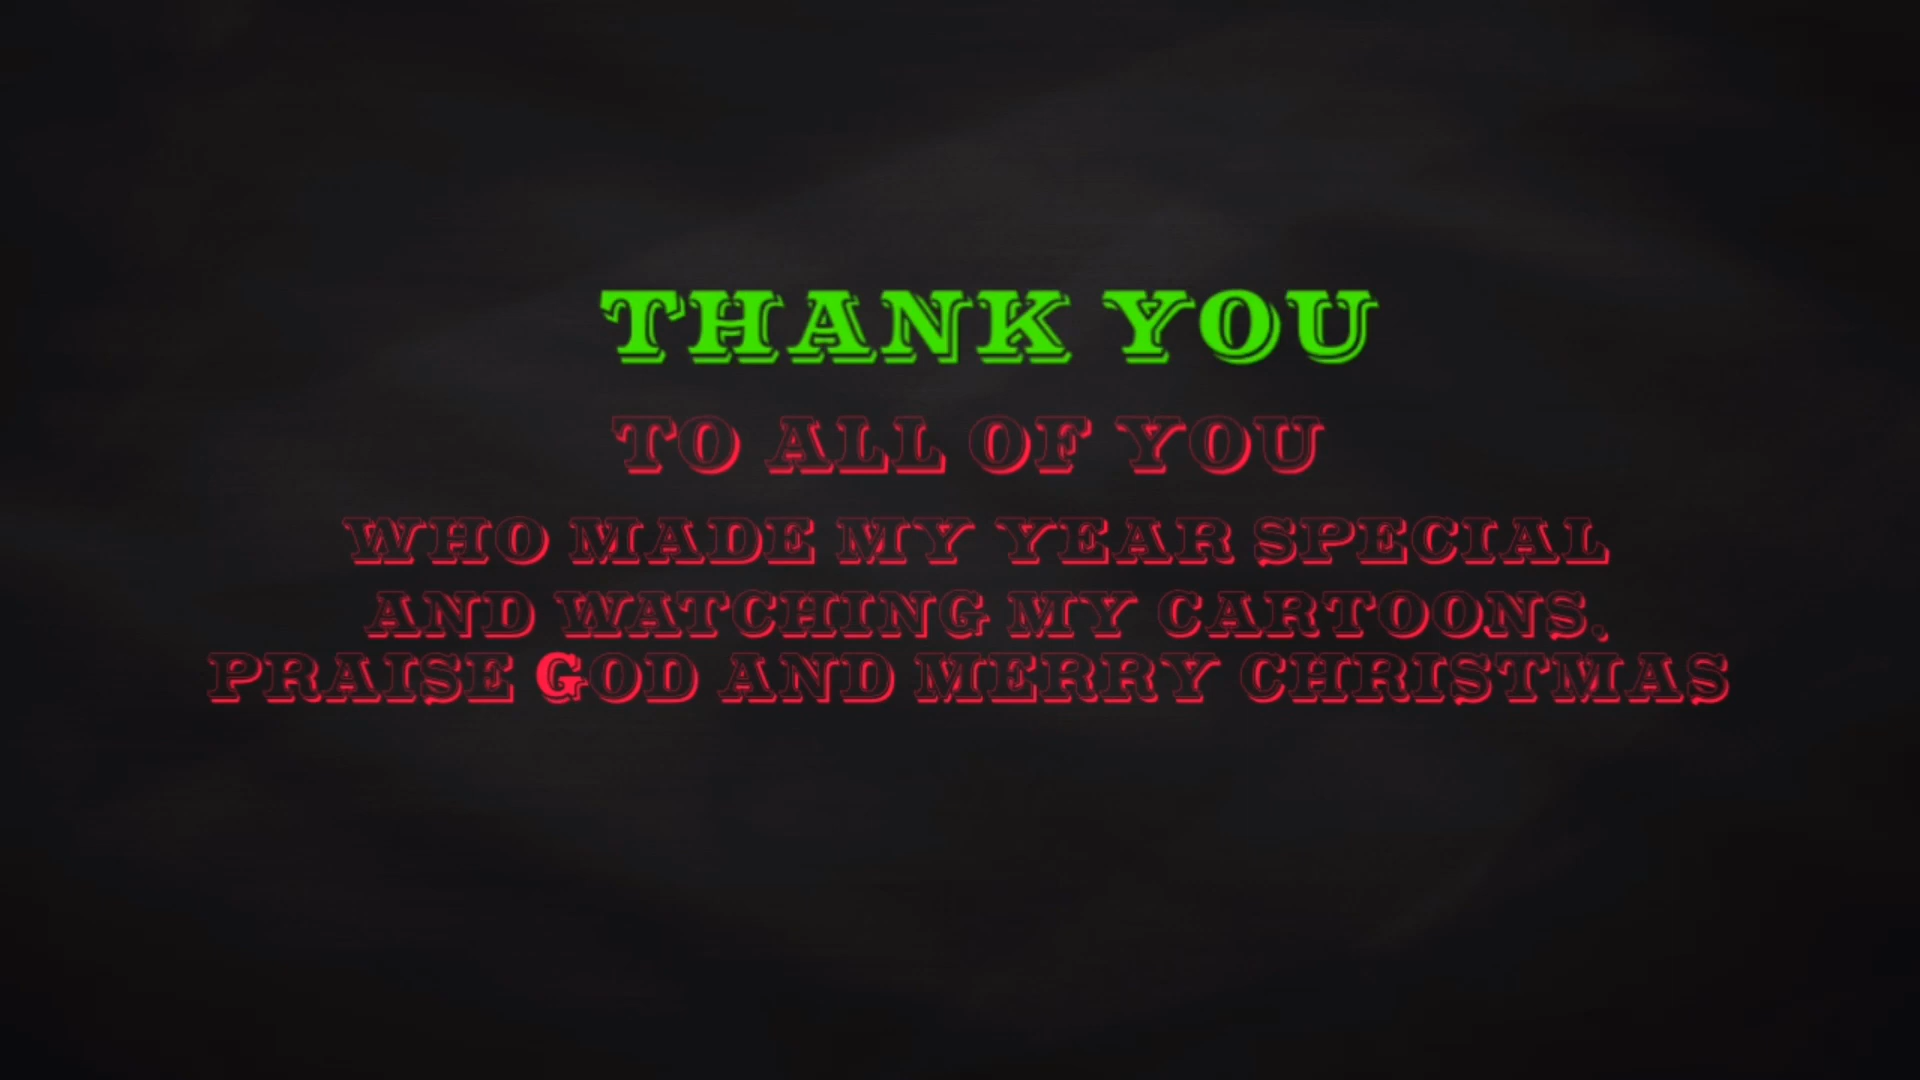 THANK YOU
TO ALL OF YOU
WHO MADE MY YEAR SPECIAL
AND WATCHING MY CARTOONS.
PRAISE GOD AND MERRY CHRISTMAS